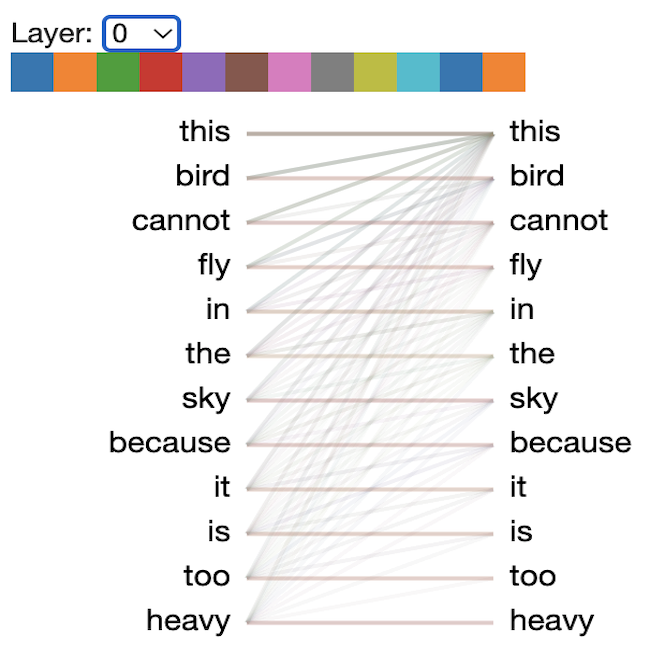 Layer: 0
this this
bird bird
cannot cannot
fly fly
in in
the the
sky sky
because because
it it
is is
too too
heavy heavy